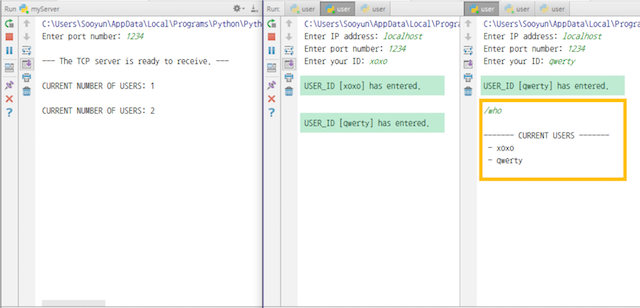 Run myServer
C:\Users\Sooyun\AppData\Local\Programs\Python\Pyth
Enter port number: 1234
--- The TCP server is ready to receive. ---
CURRENT NUMBER OF USERS: 1
CURRENT NUMBER OF USERS: 2
Run user user user
C:\Users\Sooyun\AppData\Local\Progra
Enter IP address: localhost
Enter port number: 1234
Enter your ID: xoxo
USER_ID [xoxo] has entered.
USER_ID [qwerty] has entered.
user user user
C:\Users\Sooyun\AppData\Local\Progra
Enter IP address: localhost
Enter port number: 1234
Enter your ID: qwerty
USER_ID [qwerty] has entered.
/who
------- CURRENT USERS -------
- xoxo
- qwerty